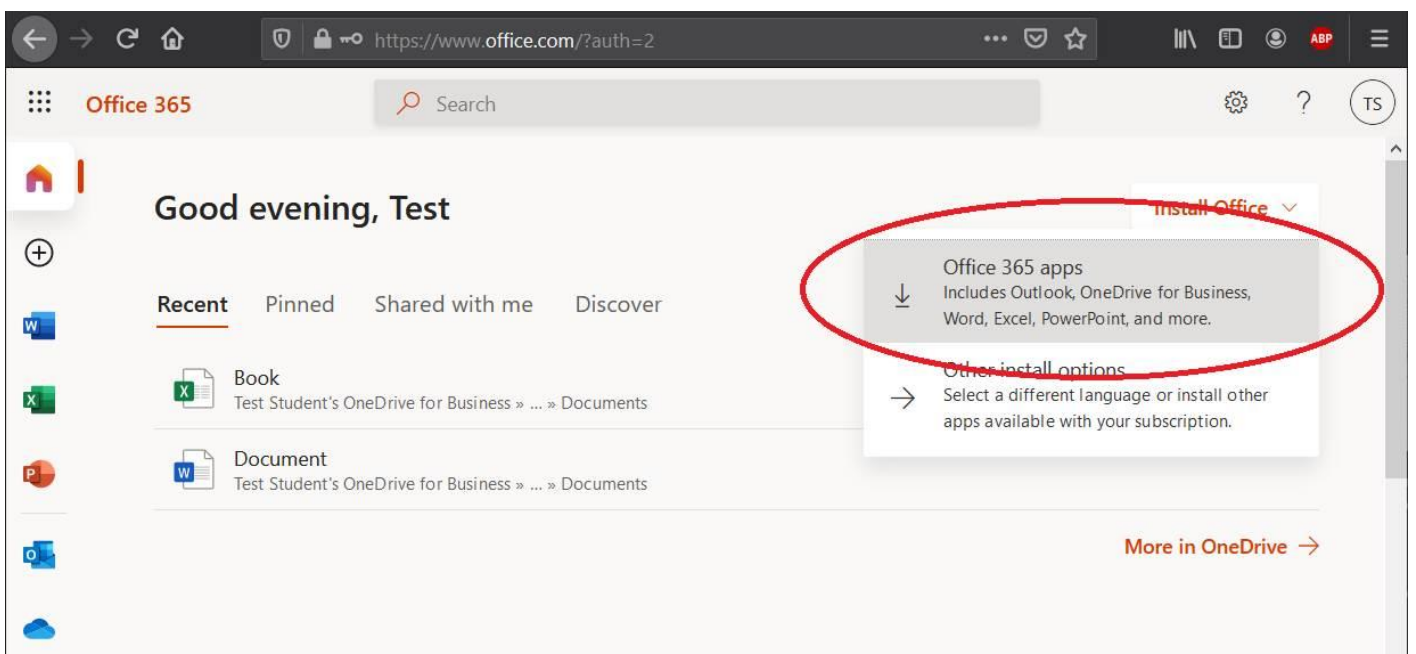 https://www.office.com/?auth=2
ABP
Office 365
Search
?
TS
Good evening, Test
Install Office
Office 365 apps
Includes Outlook, OneDrive for Business,
Word, Excel, PowerPoint, and more.
Recent Pinned Shared with me Discover
Other install options
Select a different language or install other
apps available with your subscription.
X
Book
Test Student's OneDrive for Business » ... » Documents
W
Document
Test Student's OneDrive for Business » ... » Documents
More in OneDrive →
W
X
P
O